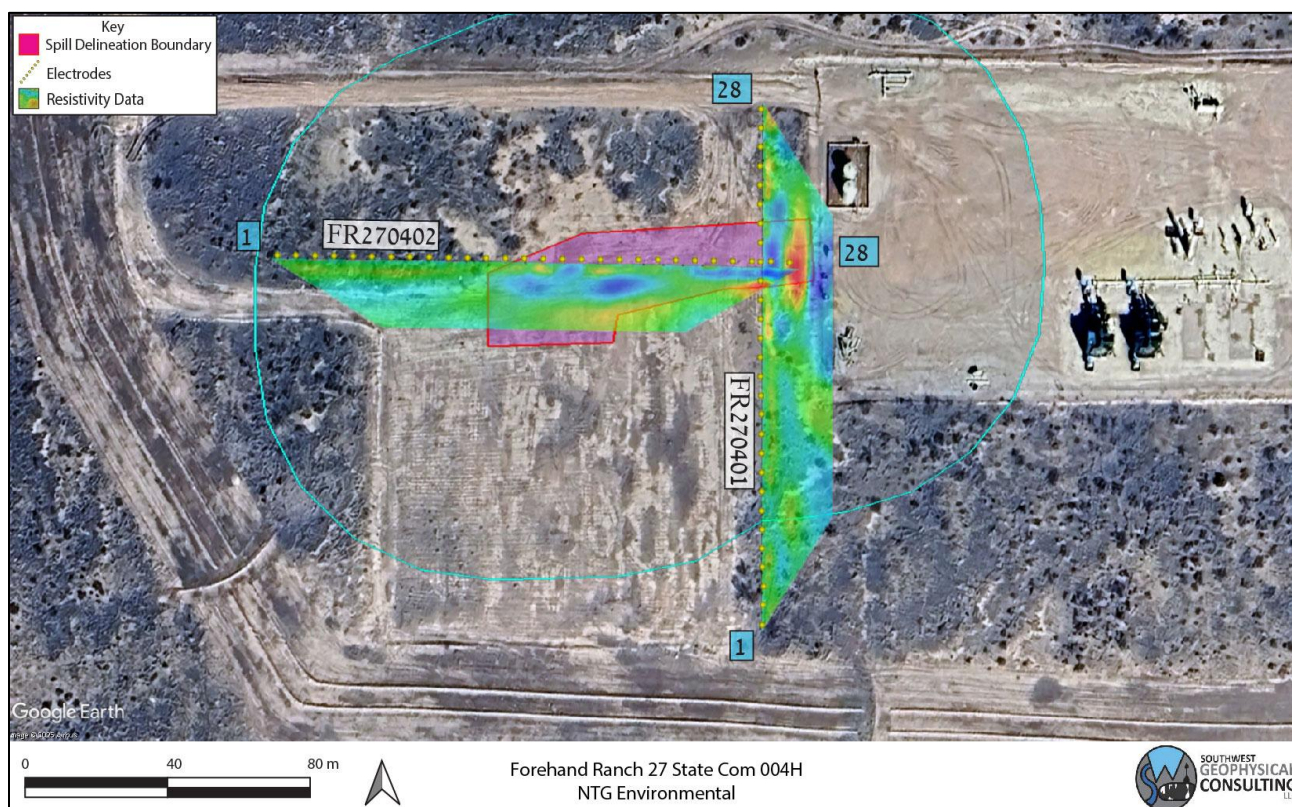 Key
Spill Delineation Boundary
Electrodes
Resistivity Data
28
1
FR270402
28
FR270401
1
Google Earth
0
40
80 m
Forehand Ranch 27 State Com 004H
NTG Environmental
SOUTHWEST
GEOPHYSICAL
CONSULTING